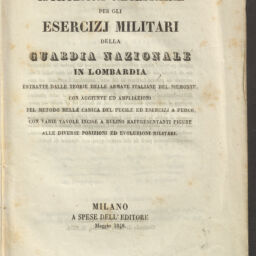 PER GLI
ESERCIZJ MILITARI
DELLA
GUARDIA NAZIONALE
IN LOMBARDIA
ESTRATTE DALLE TEORIE DELLE ARMATE ITALIANE DEL PIEMONTE,
CON AGGIUNTE ED AMPLIAZIONI
PEL METODO NELLA CARICA DEL FUCILE ED ESERCIZJ A FUOCO,
CON VARIE TAVOLE INCISE A BULINO RAPPRESENTANTI FIGURE
ALLE DIVERSE POSIZIONI ED EVOLUZIONI MILITARI.
MILANO
A SPESE DELL' EDITORE
Maggio 1848.